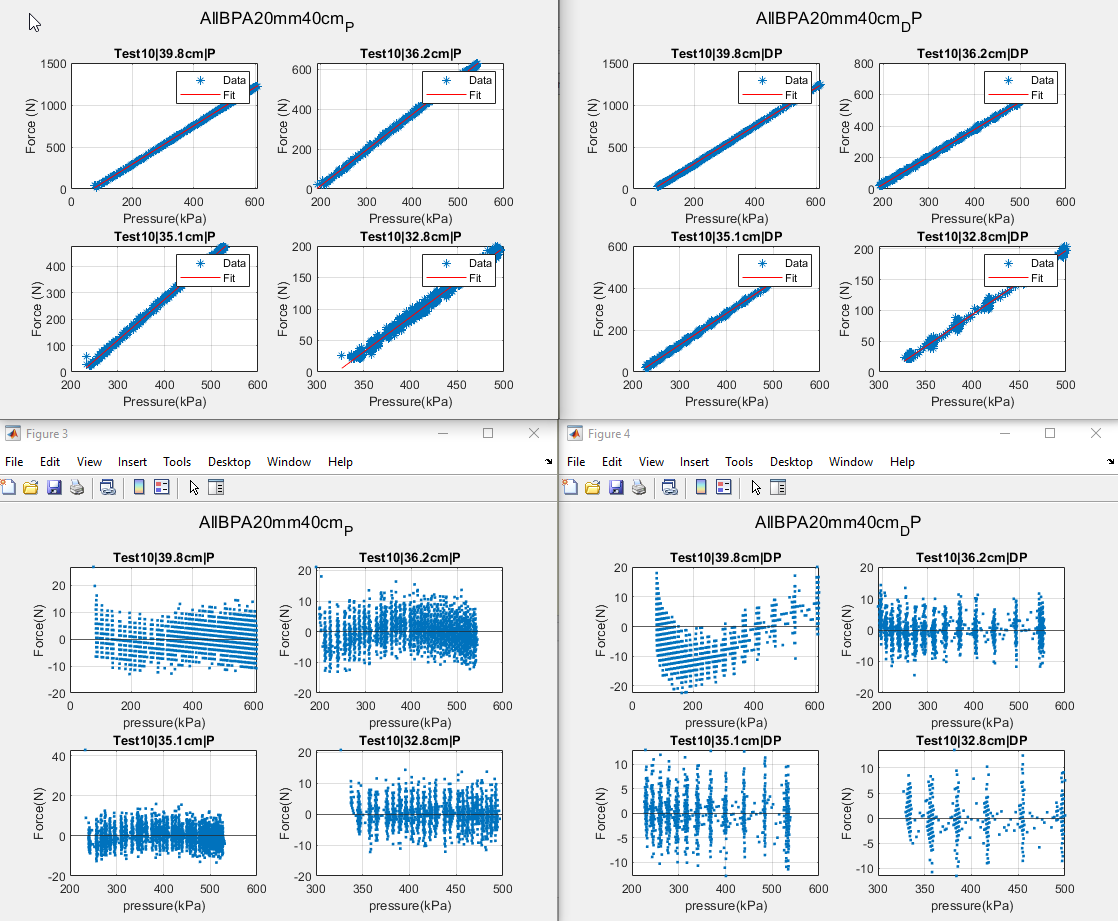 AllBPA20mm40cm_P
Test10|39.8cm|P
Test10|36.2cm|P
1500
1000
500
0
Force (N)
Data
Fit
0 200 400 600
Pressure(kPa)
600
400
200
0
Force (N)
Data
Fit
200 300 400 500 600
Pressure(kPa)
Test10|35.1cm|P
Test10|32.8cm|P
400
300
200
100
0
Force (N)
Data
Fit
200 300 400 500 600
Pressure(kPa)
200
150
100
50
0
Force (N)
Data
Fit
300 350 400 450 500
Pressure(kPa)
AllBPA20mm40cm_DP
Test10|39.8cm|DP
Test10|36.2cm|DP
1500
1000
500
0
Force (N)
Data
Fit
0 200 400 600
Pressure(kPa)
800
600
400
200
0
Force (N)
Data
Fit
200 300 400 500 600
Pressure(kPa)
Test10|35.1cm|DP
Test10|32.8cm|DP
600
400
200
0
Force (N)
Data
Fit
200 300 400 500 600
Pressure(kPa)
200
150
100
50
0
Force (N)
Data
Fit
300 350 400 450 500
Pressure(kPa)
Figure 3
File Edit View Insert Tools Desktop Window Help
AllBPA20mm40cm_P
Test10|39.8cm|P
Test10|36.2cm|P
20
10
0
-10
-20
Force(N)
0 200 400 600
pressure(kPa)
20
10
0
-10
-20
Force(N)
200 300 400 500 600
pressure(kPa)
Test10|35.1cm|P
Test10|32.8cm|P
40
20
0
-20
Force(N)
200 300 400 500 600
pressure(kPa)
20
10
0
-10
-20
Force(N)
300 350 400 450 500
pressure(kPa)
Figure 4
File Edit View Insert Tools Desktop Window Help
AllBPA20mm40cm_DP
Test10|39.8cm|DP
Test10|36.2cm|DP
20
10
0
-10
-20
Force(N)
0 200 400 600
pressure(kPa)
20
10
0
-10
-20
Force(N)
200 300 400 500 600
pressure(kPa)
Test10|35.1cm|DP
Test10|32.8cm|DP
10
5
0
-5
-10
Force(N)
200 300 400 500 600
pressure(kPa)
10
5
0
-5
-10
Force(N)
300 350 400 450 500
pressure(kPa)